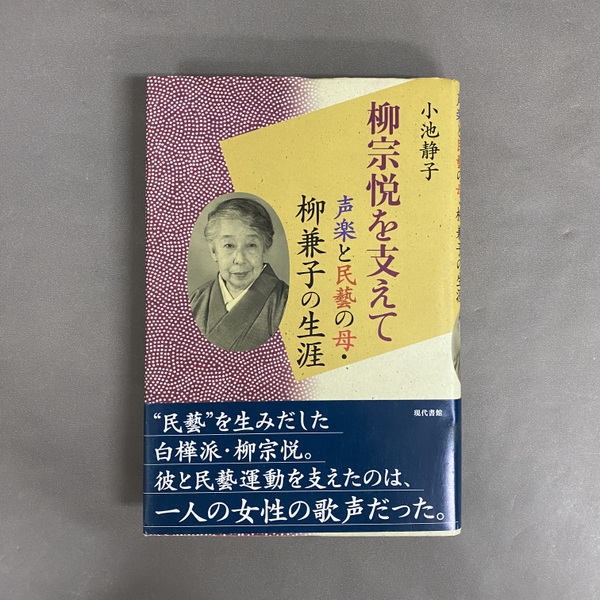 小池静子
柳宗悦を支えて
声楽と民藝の母・
柳兼子の生涯
現代書館
“民藝”を生みだした
白樺派・柳宗悦。
彼と民藝運動を支えたのは、
一人の女性の歌声だった。